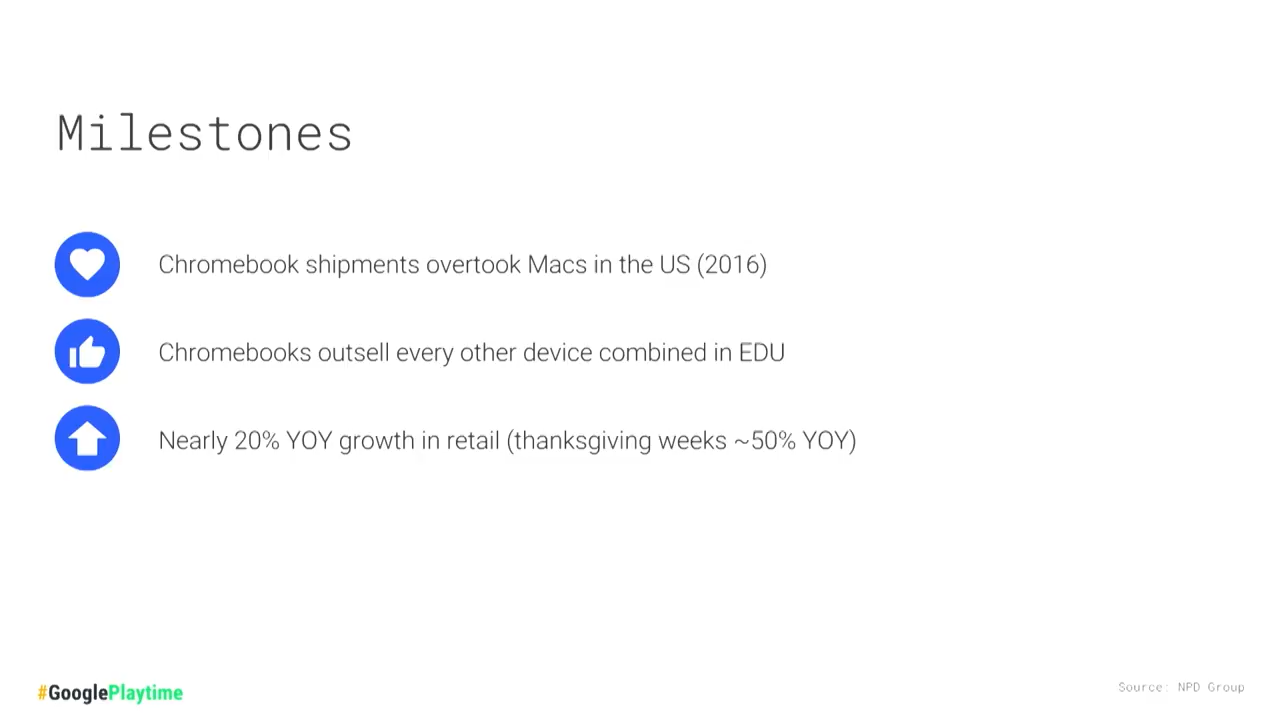 Milestones
Chromebook shipments overtook Macs in the US (2016)
Chromebooks outsell every other device combined in EDU
Nearly 20% YOY growth in retail (thanksgiving weeks ~50% YOY)
#GooglePlaytime
Source: NPD Group